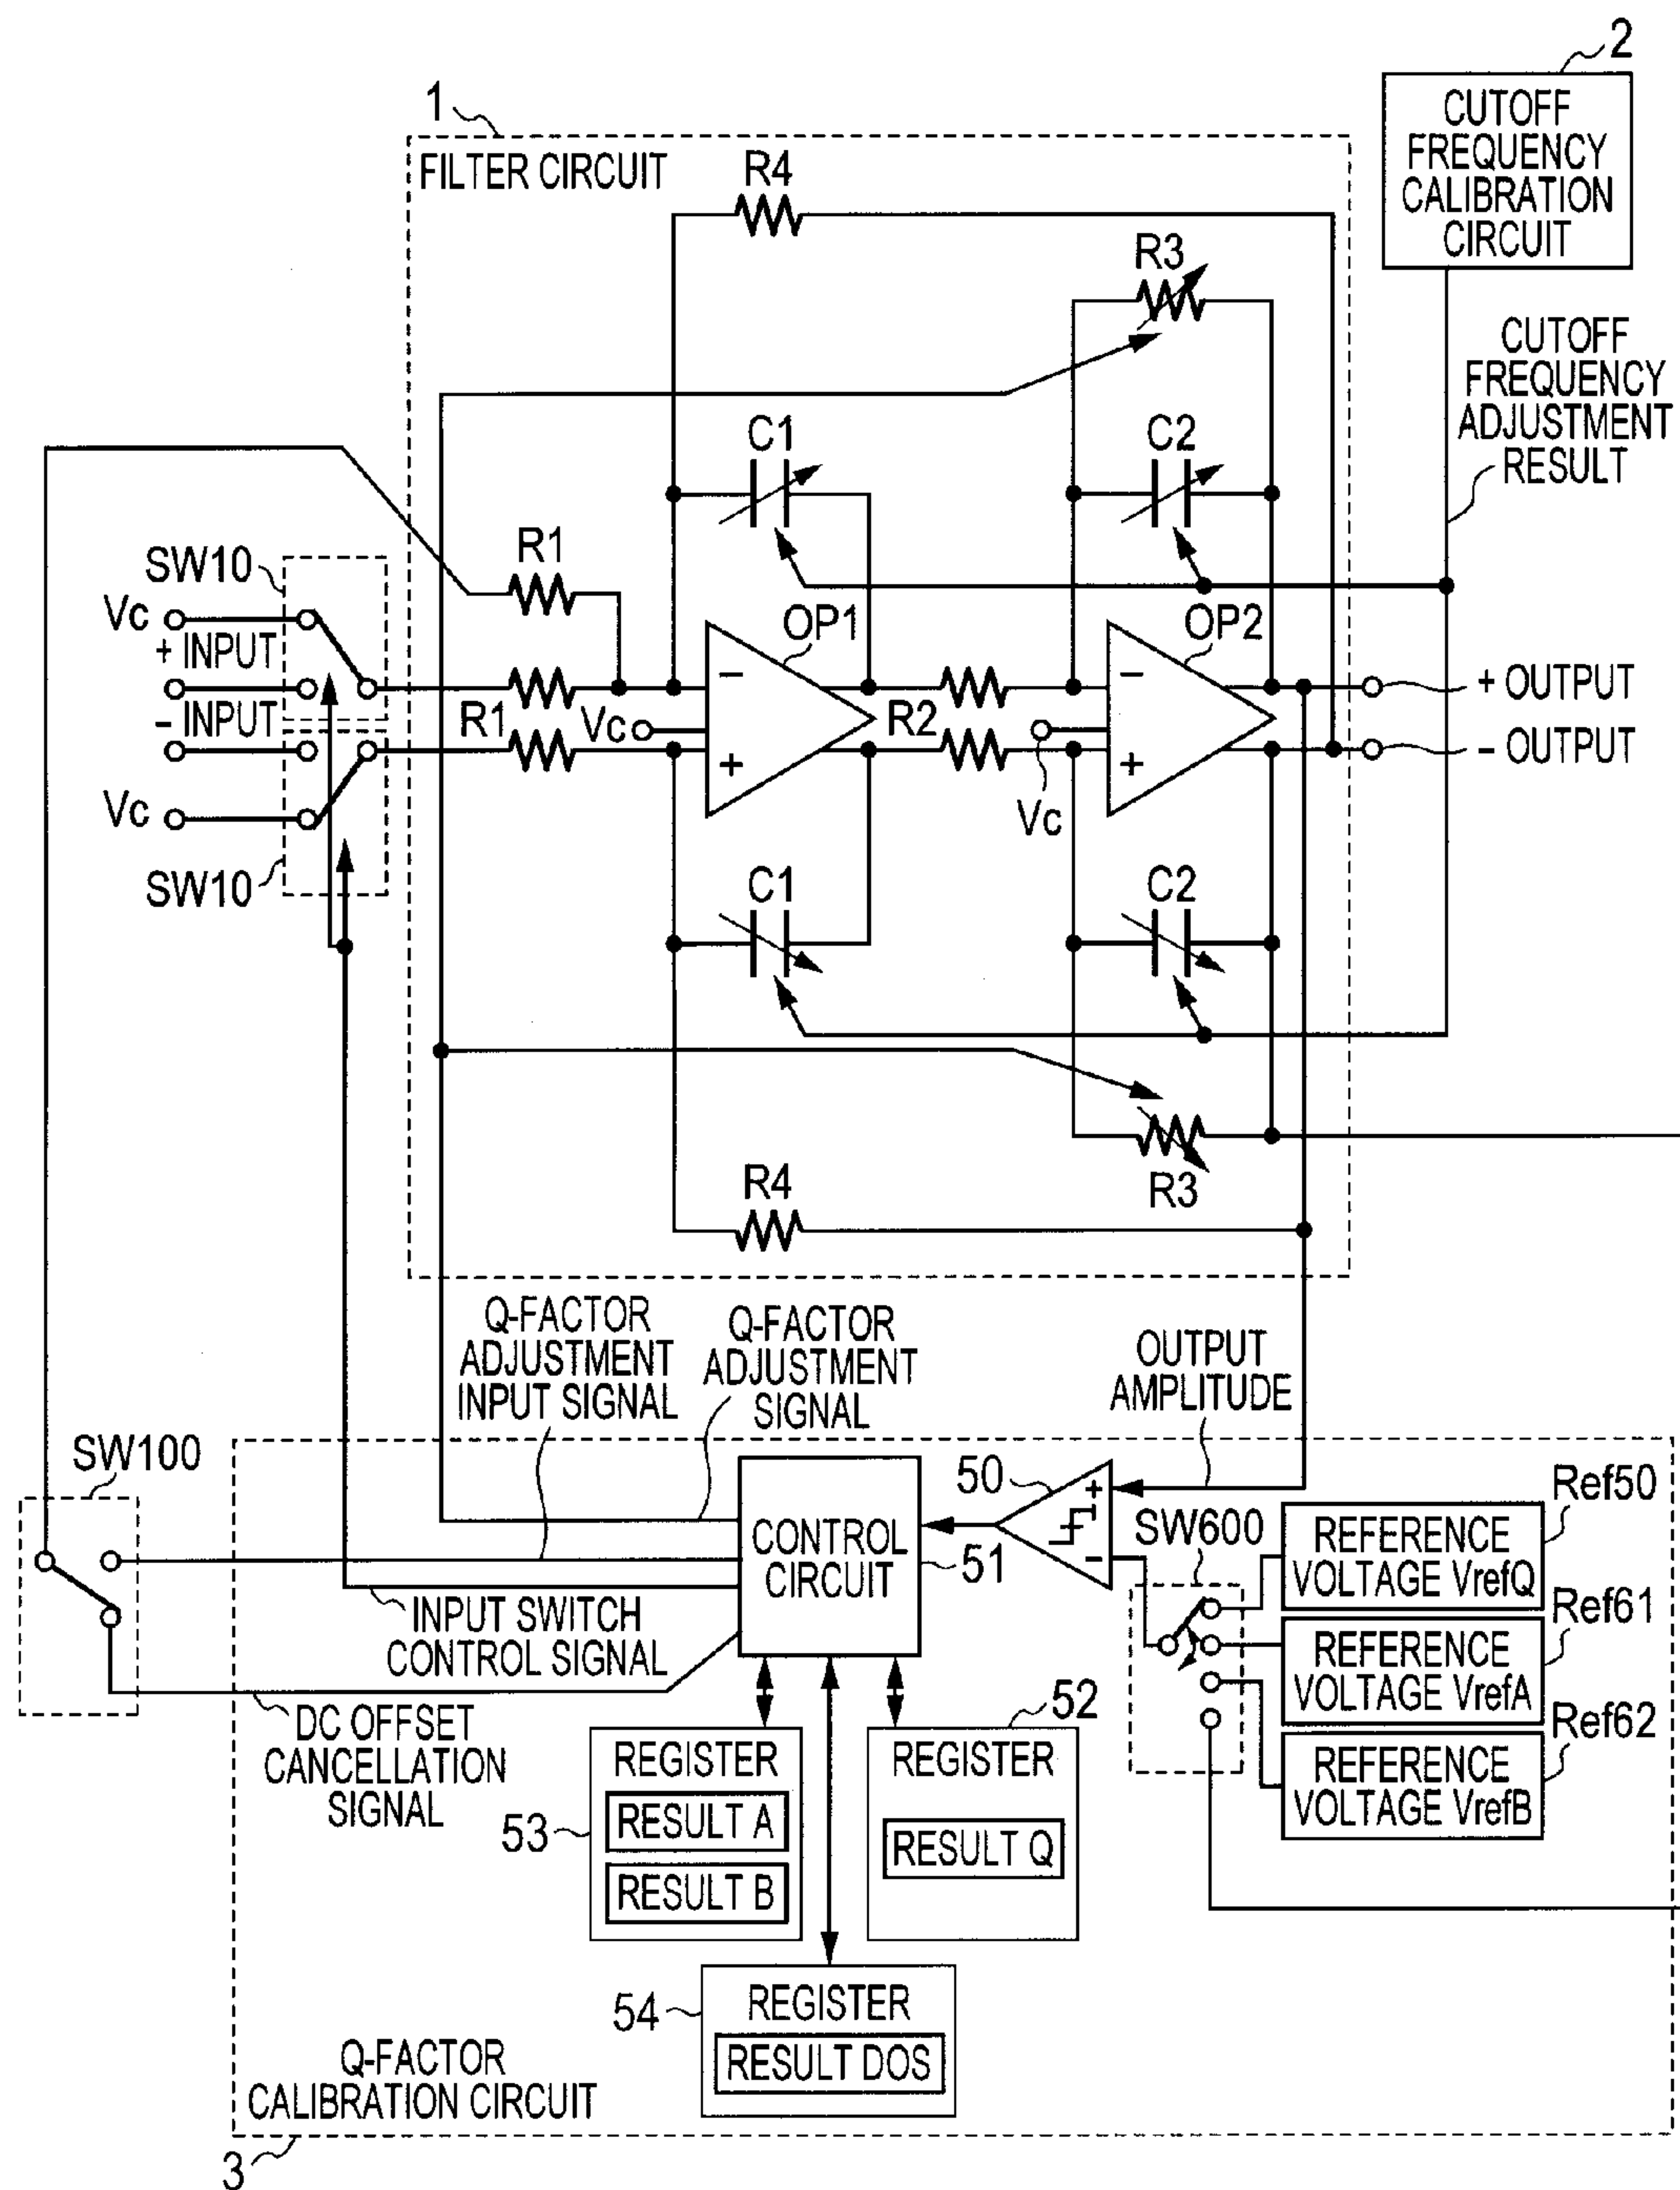 2
CUTOFF
FREQUENCY
CALIBRATION
CIRCUIT
1
FILTER CIRCUIT
R4
R3
CUTOFF
FREQUENCY
ADJUSTMENT
RESULT
C1
C2
R1
SW10
Vc
+ INPUT
- INPUT
Vc
SW10
R1
Vc
OP1
-
+
R2
Vc
OP2
-
+
+ OUTPUT
- OUTPUT
C1
C2
R3
R4
Q-FACTOR
ADJUSTMENT
INPUT SIGNAL
Q-FACTOR
ADJUSTMENT
SIGNAL
OUTPUT
AMPLITUDE
SW100
CONTROL
CIRCUIT
51
50
+
-
SW600
Ref50
REFERENCE
VOLTAGE VrefQ
Ref61
REFERENCE
VOLTAGE VrefA
Ref62
REFERENCE
VOLTAGE VrefB
INPUT SWITCH
CONTROL SIGNAL
DC OFFSET
CANCELLATION
SIGNAL
53
REGISTER
RESULT A
RESULT B
52
REGISTER
RESULT Q
54
REGISTER
RESULT DOS
Q-FACTOR
CALIBRATION CIRCUIT
3